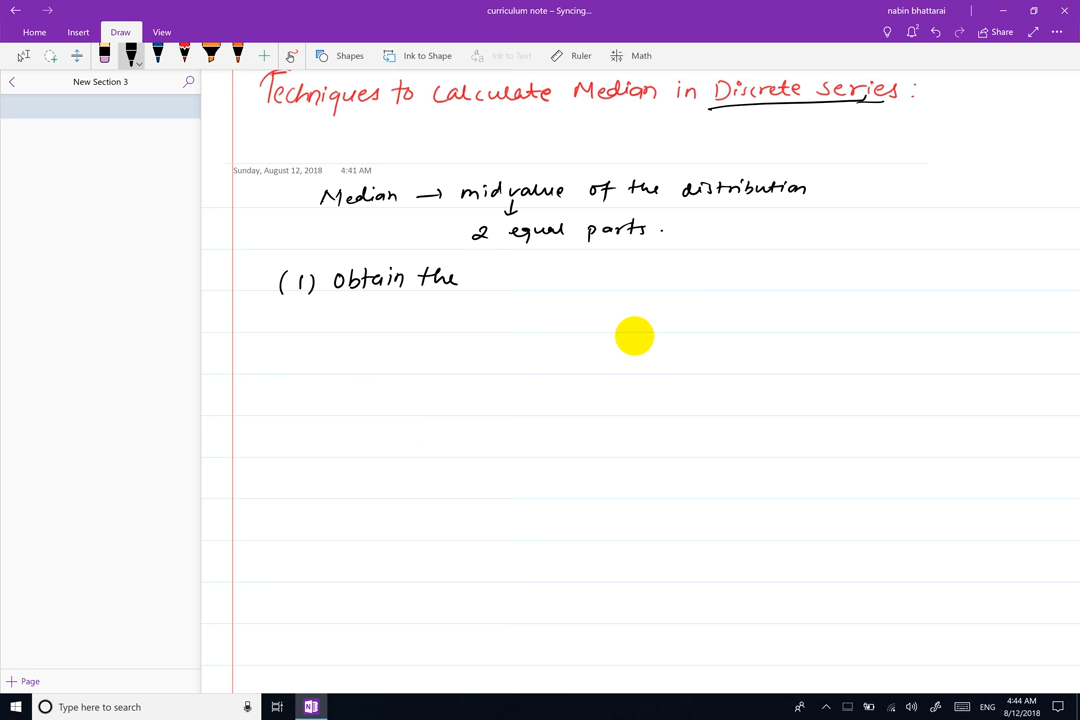 curriculum note – Syncing...
nabin bhattarai
Home Insert Draw View
Share
Shapes Ink to Shape Ink to Text Ruler Math
New Section 3
Techniques to calculate Median in Discrete series :
Sunday, August 12, 2018 4:41 AM
Median → mid value of the distribution
2 equal parts .
(1) Obtain the
Page
Type here to search
ENG
4:44 AM
8/12/2018